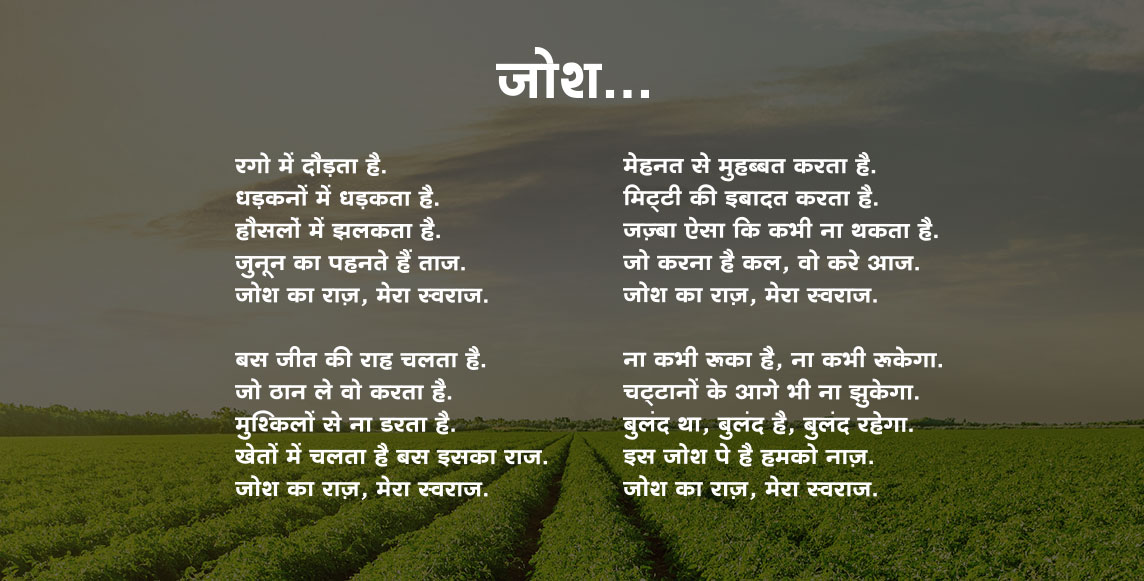 जोश...
रगो में दौड़ता है.
धड़कनों में धड़कता है.
हौसलों में झलकता है.
जुनून का पहनते हैं ताज.
जोश का राज़, मेरा स्वराज.
बस जीत की राह चलता है.
जो ठान ले वो करता है.
मुश्किलों से ना डरता है.
खेतों में चलता है बस इसका राज.
जोश का राज़, मेरा स्वराज.
मेहनत से मुहब्बत करता है.
मिट्टी की इबादत करता है.
जज़्बा ऐसा कि कभी ना थकता है.
जो करना है कल, वो करे आज.
जोश का राज़, मेरा स्वराज.
ना कभी रूका है, ना कभी रूकेगा.
चट्टानों के आगे भी ना झुकेगा.
बुलंद था, बुलंद है, बुलंद रहेगा.
इस जोश पे है हमको नाज़.
जोश का राज़, मेरा स्वराज.